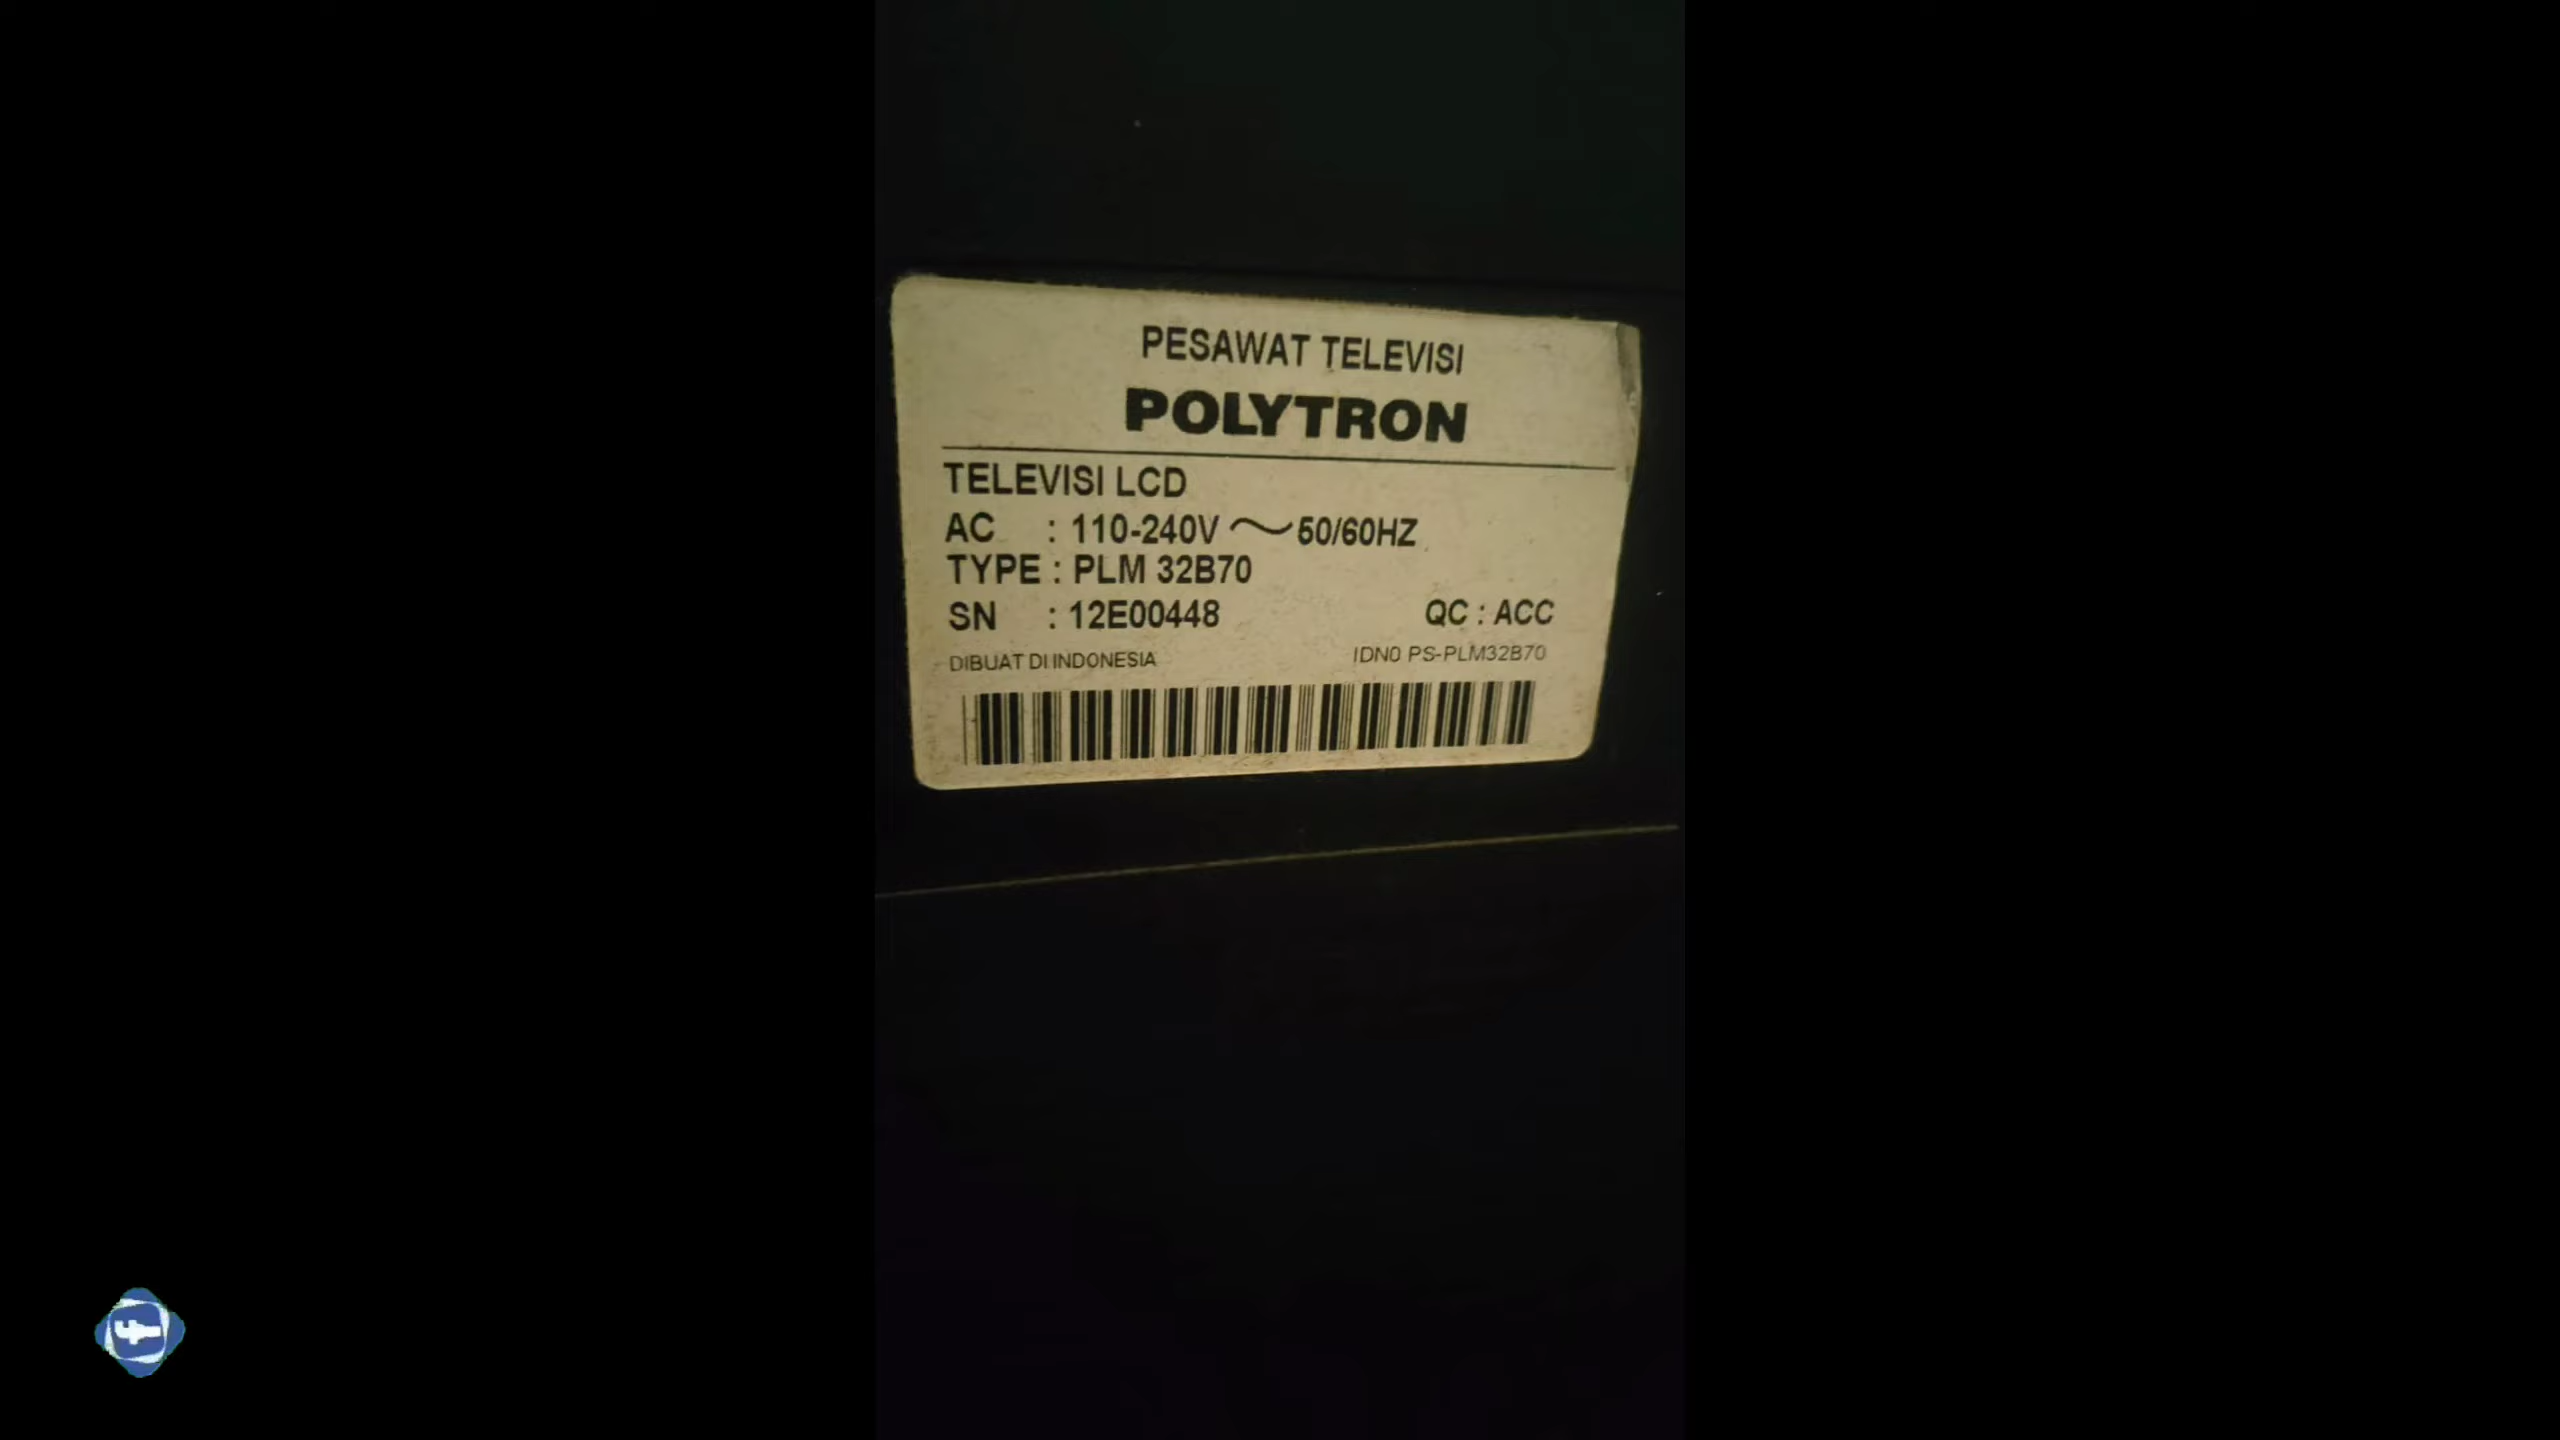 PESAWAT TELEVISI
POLYTRON
TELEVISI LCD
AC : 110-240V ～ 50/60HZ
TYPE : PLM 32B70
SN : 12E00448 QC : ACC
DIBUAT DI INDONESIA IDN0 PS-PLM32B70
f